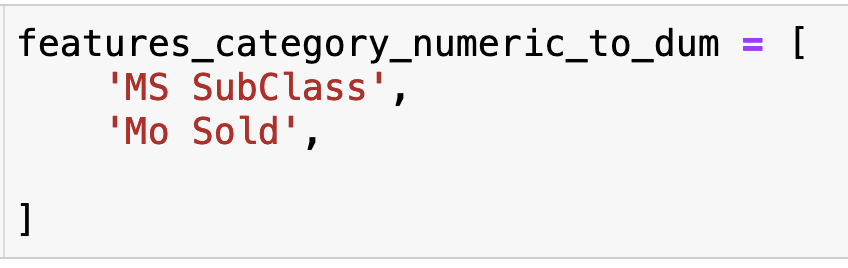 features_category_numeric_to_dum = [
    'MS SubClass',
    'Mo Sold',
]